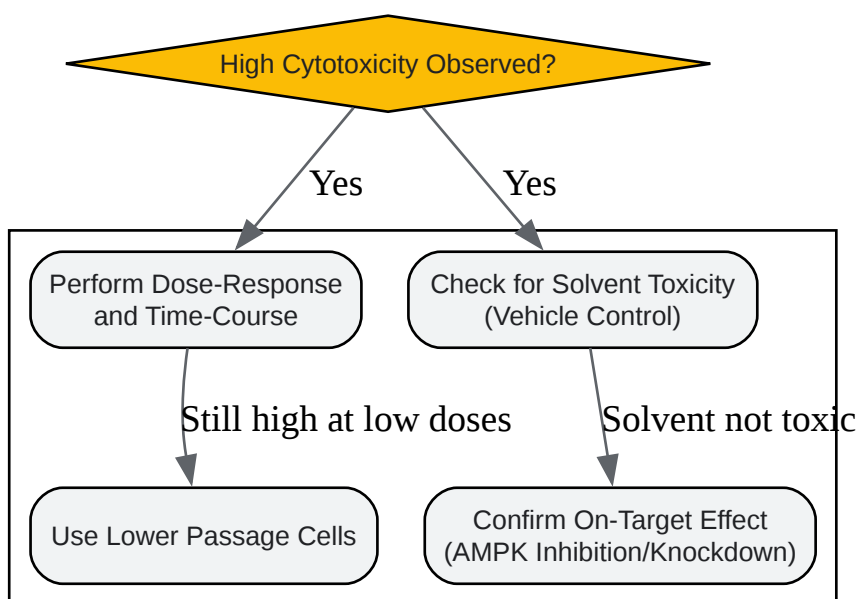 High Cytotoxicity Observed?
Yes
Yes
Perform Dose-Response
and Time-Course
Check for Solvent Toxicity
(Vehicle Control)
Still high at low doses
Solvent not toxic
Use Lower Passage Cells
Confirm On-Target Effect
(AMPK Inhibition/Knockdown)